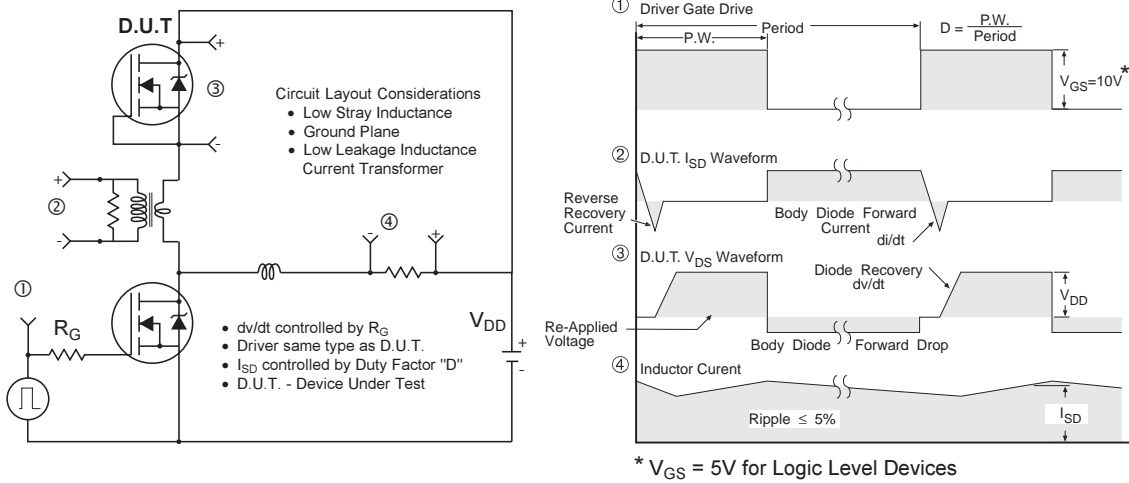 D.U.T
+
③
-
Circuit Layout Considerations
• Low Stray Inductance
• Ground Plane
• Low Leakage Inductance
Current Transformer
+
②
-
④
-
+
①
R_G
V_DD
+
-
• dv/dt controlled by R_G
• Driver same type as D.U.T.
• I_SD controlled by Duty Factor "D"
• D.U.T. - Device Under Test
① Driver Gate Drive
P.W.
Period
D = P.W.
Period
V_GS=10V *
② D.U.T. I_SD Waveform
Reverse
Recovery
Current
Body Diode Forward
Current
di/dt
③ D.U.T. V_DS Waveform
Diode Recovery
dv/dt
V_DD
Re-Applied
Voltage
Body Diode Forward Drop
④ Inductor Curent
Ripple ≤ 5%
I_SD
* V_GS = 5V for Logic Level Devices